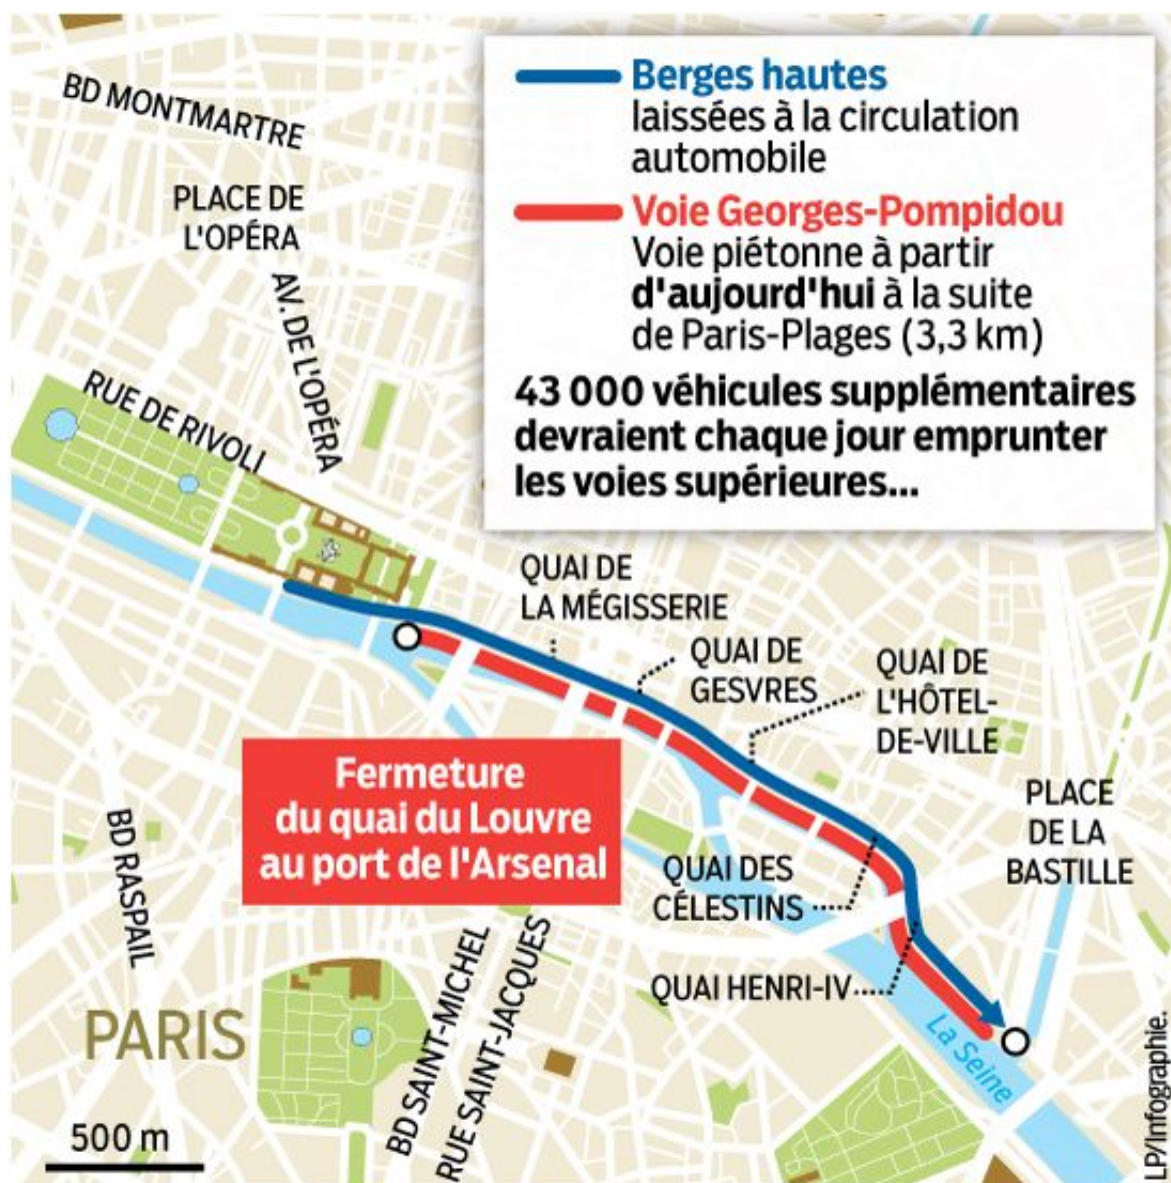 Berges hautes
laissées à la circulation
automobile
Voie Georges-Pompidou
Voie piétonne à partir
d'aujourd'hui à la suite
de Paris-Plages (3,3 km)
43 000 véhicules supplémentaires
devraient chaque jour emprunter
les voies supérieures...
BD MONTMARTRE
PLACE DE
L'OPÉRA
AV. DE L'OPÉRA
RUE DE RIVOLI
QUAI DE
LA MÉGISSERIE
QUAI DE
GESVRES
QUAI DE
L'HÔTEL-
DE-VILLE
Fermeture
du quai du Louvre
au port de l'Arsenal
PLACE
DE LA
BASTILLE
BD RASPAIL
QUAI DES
CÉLESTINS
QUAI HENRI-IV
BD SAINT-MICHEL
RUE SAINT-JACQUES
PARIS
La Seine
500 m
LP/Infographie.